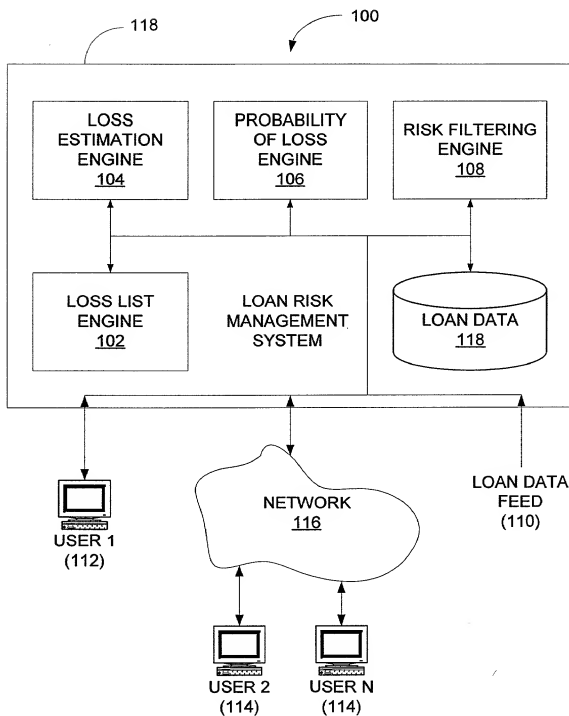 118
100
LOSS
ESTIMATION
ENGINE
104
PROBABILITY
OF LOSS
ENGINE
106
RISK FILTERING
ENGINE
108
LOSS LIST
ENGINE
102
LOAN RISK
MANAGEMENT
SYSTEM
LOAN DATA
118
NETWORK
116
USER 1
(112)
LOAN DATA
FEED
(110)
USER 2
(114)
USER N
(114)